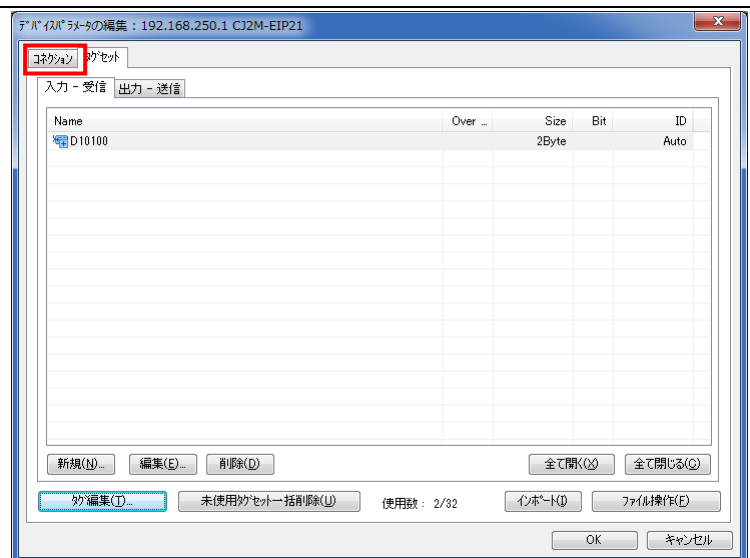 ﾃﾞﾊﾞｲｽﾊﾟﾗﾒｰﾀの編集 : 192.168.250.1 CJ2M-EIP21
ｺﾈｸｼｮﾝ ﾀｸﾞｾｯﾄ
入力 - 受信 出力 - 送信
Name Over ... Size Bit ID
D10100 2Byte Auto
新規(N)... 編集(E)... 削除(D) 全て開く(X) 全て閉じる(C)
ﾀｸﾞ編集(T)... 未使用ﾀｸﾞｾｯﾄ一括削除(U) 使用数 : 2/32 ｲﾝﾎﾟｰﾄ(I) ﾌｧｲﾙ操作(F)
OK ｷｬﾝｾﾙ